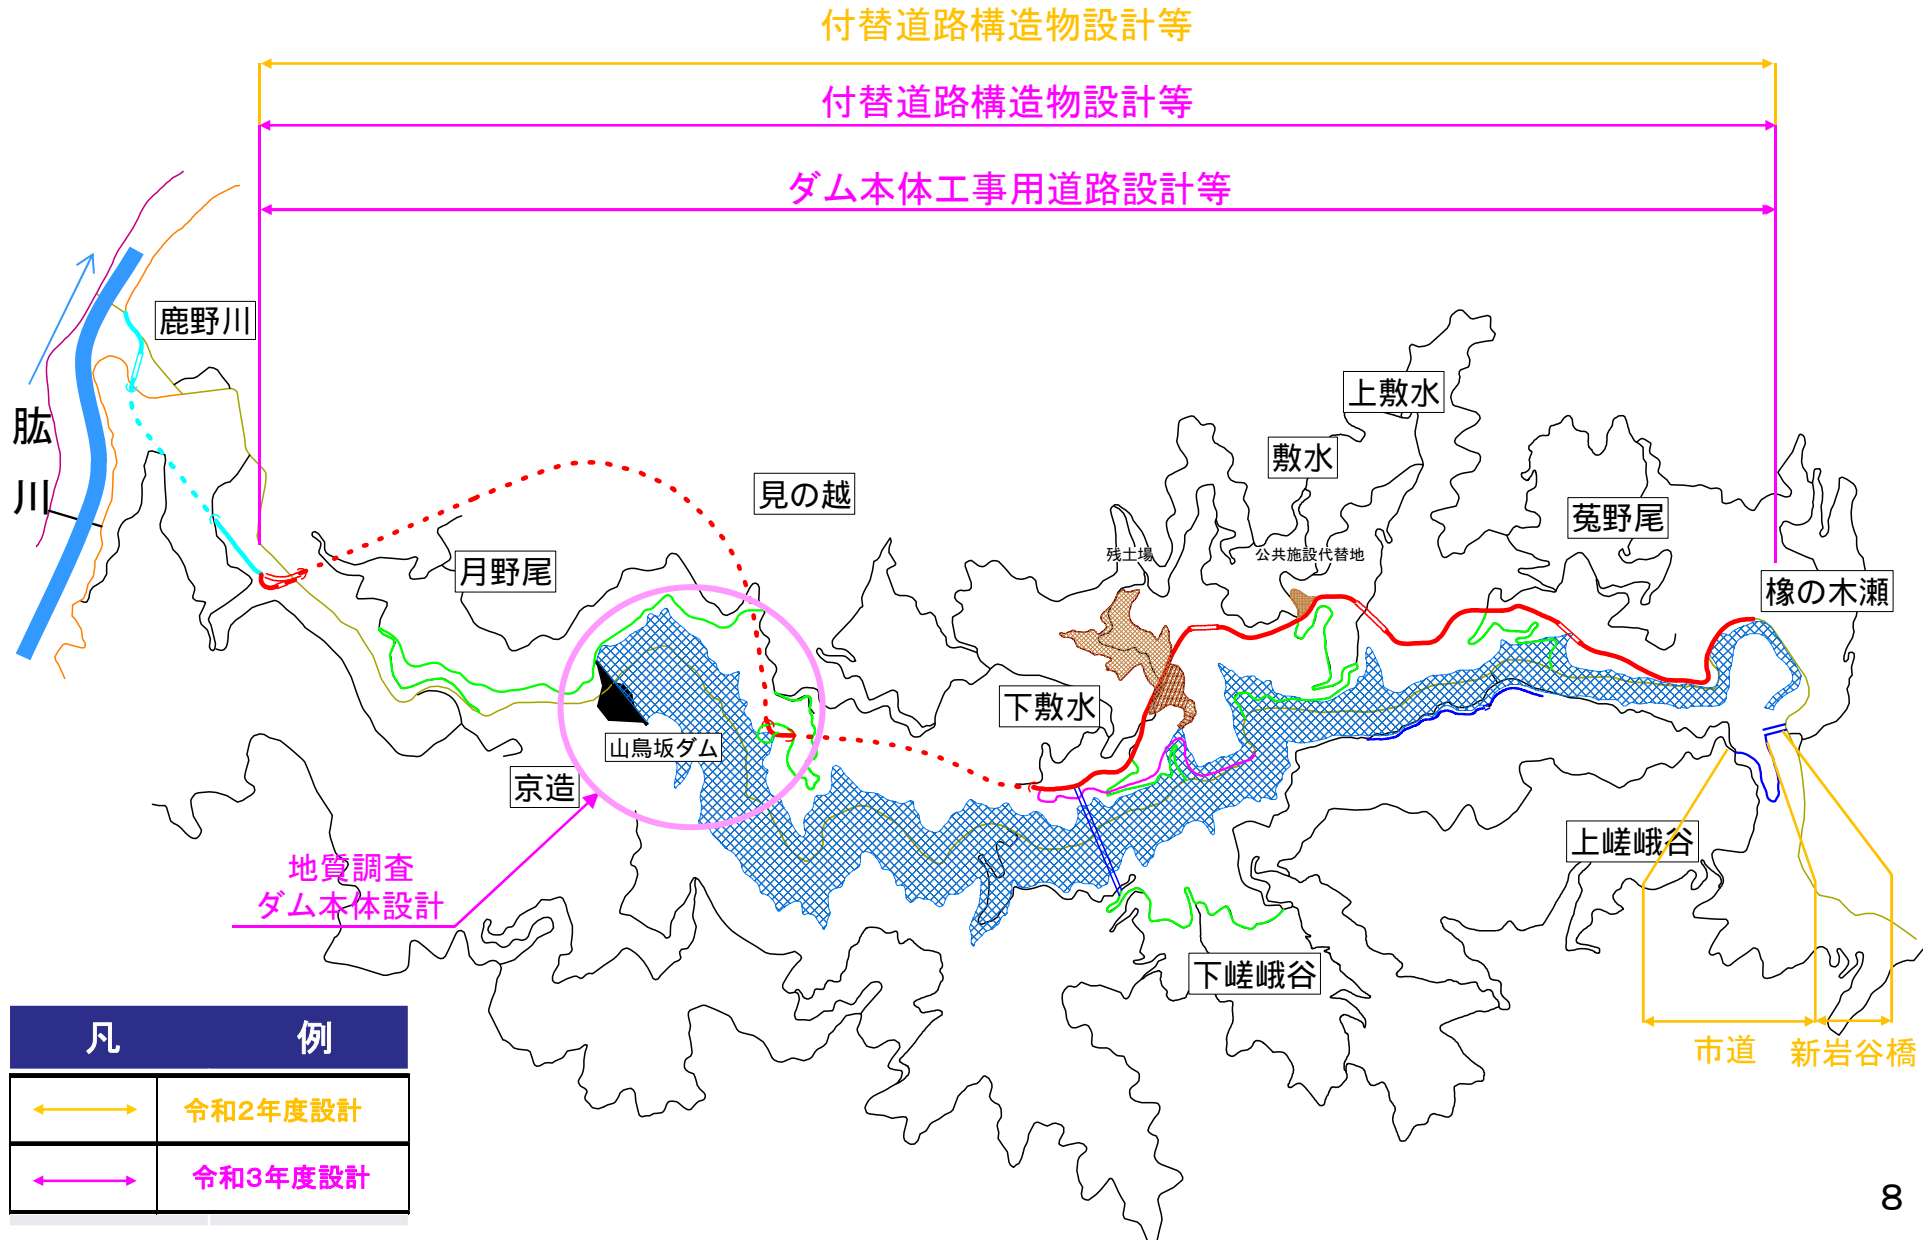 付替道路構造物設計等
付替道路構造物設計等
ダム本体工事用道路設計等
鹿野川
肱川
上敷水
敷水
見の越
菟野尾
残土場
公共施設代替地
月野尾
橡の木瀬
下敷水
山鳥坂ダム
京造
上嵯峨谷
地質調査
ダム本体設計
下嵯峨谷
市道
新岩谷橋
凡 例
令和2年度設計
令和3年度設計
8